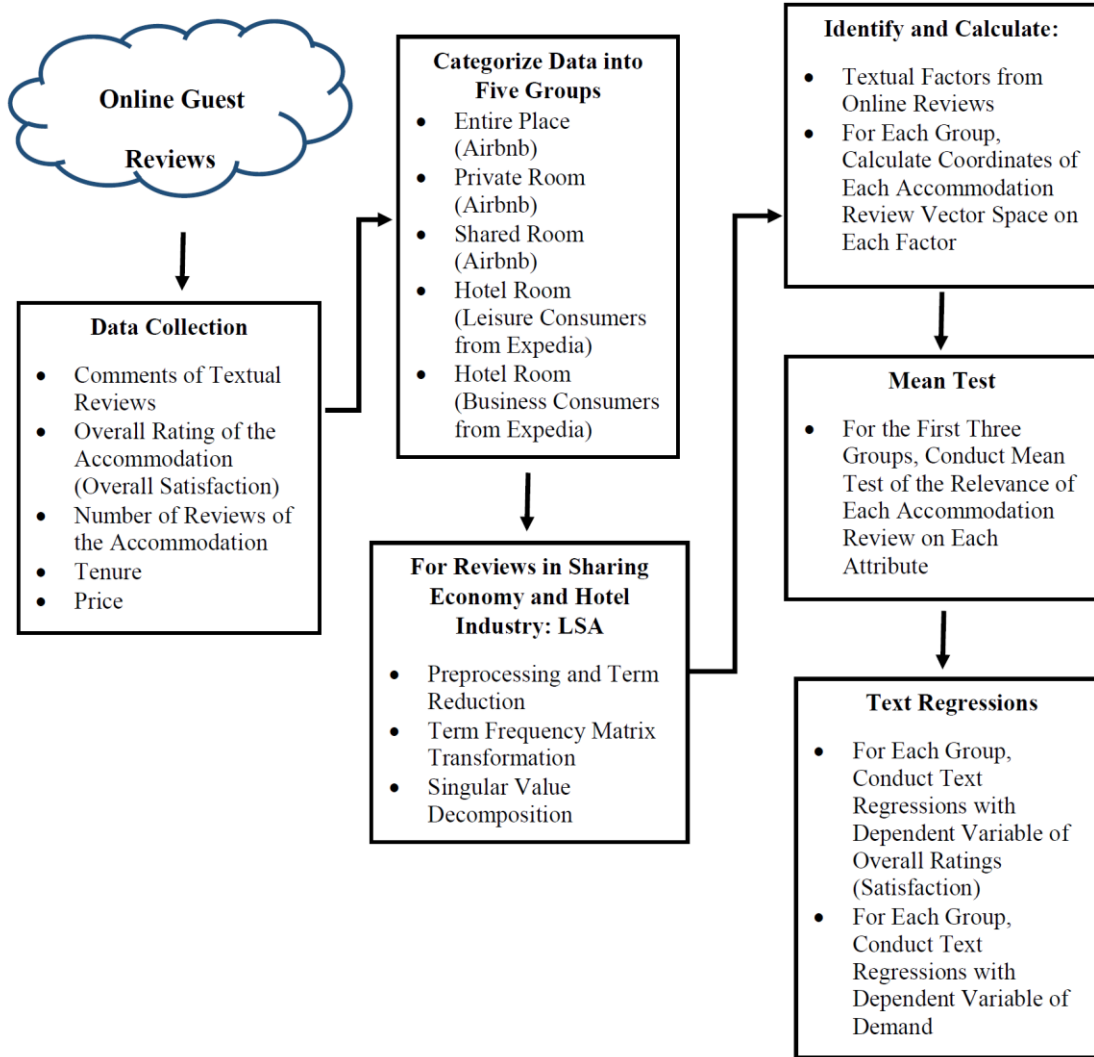 Online Guest
Reviews
Data Collection
• Comments of Textual
Reviews
• Overall Rating of the
Accommodation
(Overall Satisfaction)
• Number of Reviews of
the Accommodation
• Tenure
• Price
Categorize Data into
Five Groups
• Entire Place
(Airbnb)
• Private Room
(Airbnb)
• Shared Room
(Airbnb)
• Hotel Room
(Leisure Consumers
from Expedia)
• Hotel Room
(Business Consumers
from Expedia)
For Reviews in Sharing
Economy and Hotel
Industry: LSA
• Preprocessing and Term
Reduction
• Term Frequency Matrix
Transformation
• Singular Value
Decomposition
Identify and Calculate:
• Textual Factors from
Online Reviews
• For Each Group,
Calculate Coordinates of
Each Accommodation
Review Vector Space on
Each Factor
Mean Test
• For the First Three
Groups, Conduct Mean
Test of the Relevance of
Each Accommodation
Review on Each
Attribute
Text Regressions
• For Each Group,
Conduct Text
Regressions with
Dependent Variable of
Overall Ratings
(Satisfaction)
• For Each Group,
Conduct Text
Regressions with
Dependent Variable of
Demand